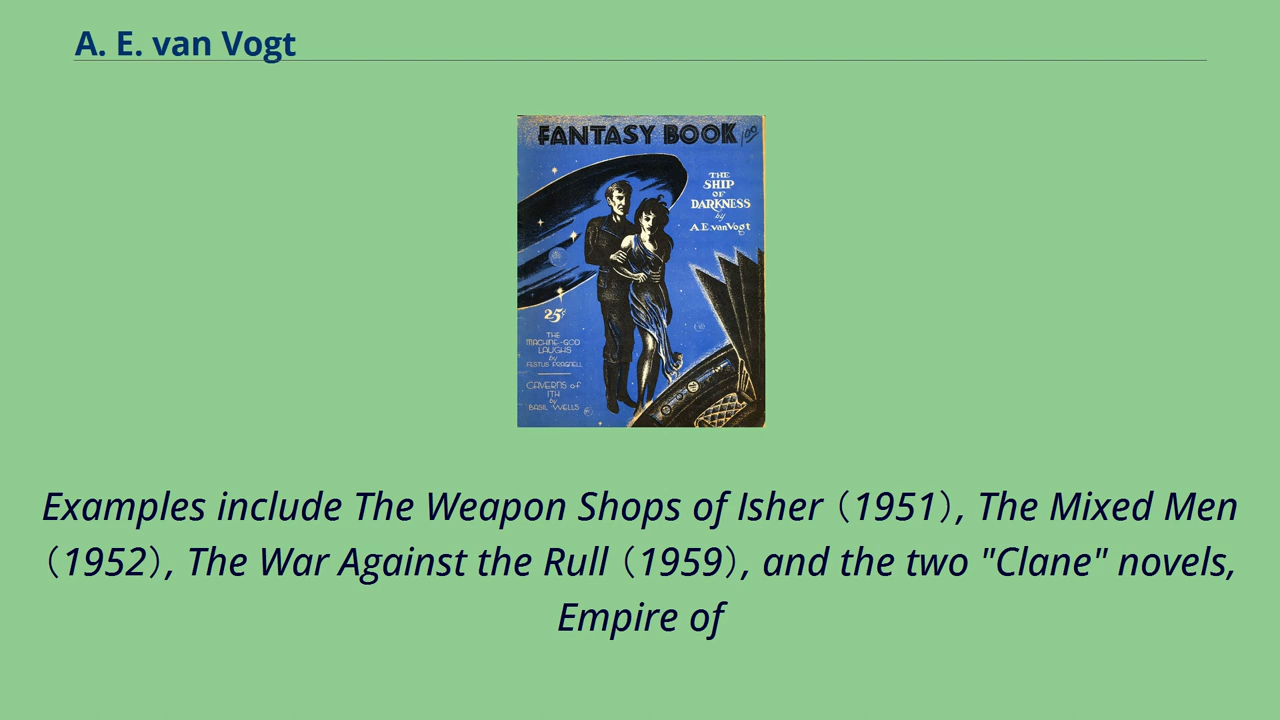 A. E. van Vogt
FANTASY BOOK
100
THE
SHIP
OF
DARKNESS
by
A.E. van Vogt
25¢
THE
MACHINE-GOD
LAUGHS
by
FESTUS PRAGNELL
CAVERNS of
ITH
by
BASIL WELLS
Examples include The Weapon Shops of Isher (1951), The Mixed Men
(1952), The War Against the Rull (1959), and the two "Clane" novels,
Empire of